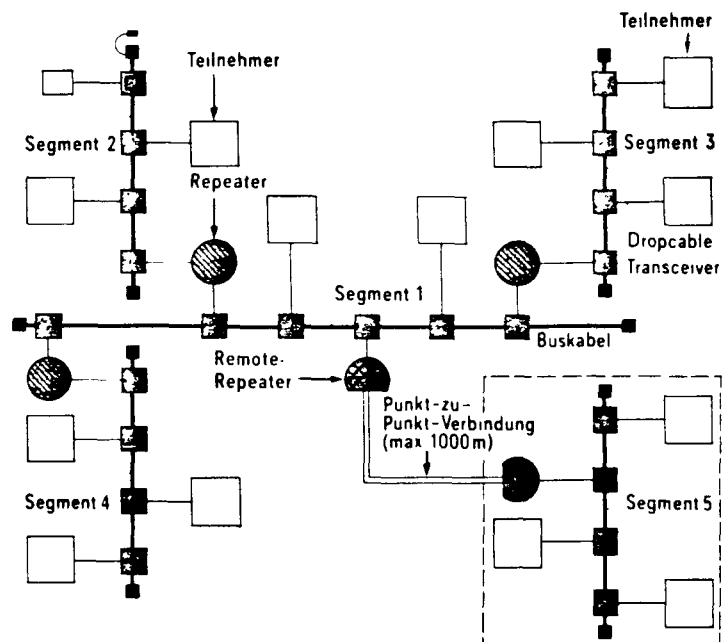 Teilnehmer
Teilnehmer
Segment 2
Segment 3
Repeater
Dropcable
Transceiver
Segment 1
Buskabel
Remote-
Repeater
Punkt-zu-
Punkt-Verbindung
(max 1000m)
Segment 4
Segment 5